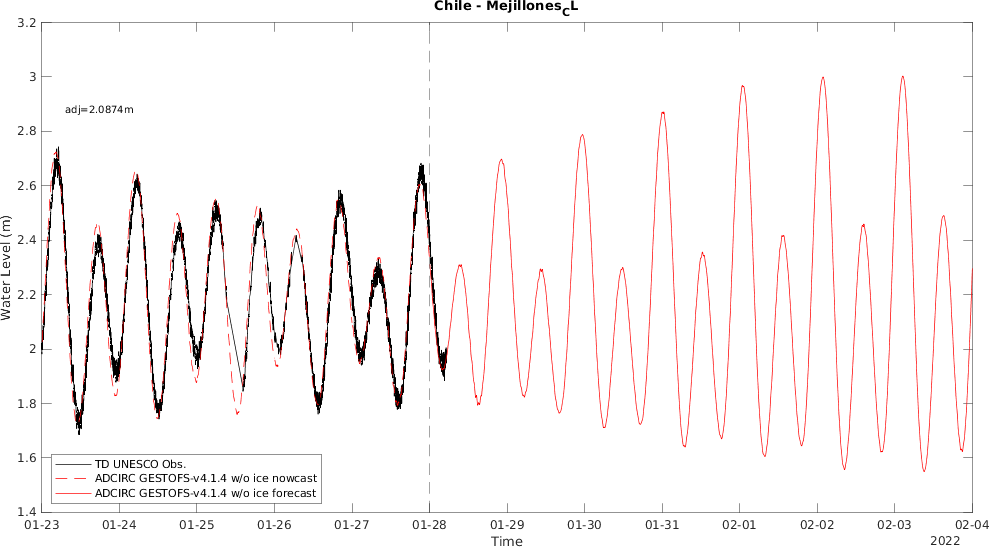 Chile - Mejillones_CL
3.2
3
2.8
2.6
2.4
2.2
2
1.8
1.6
1.4
Water Level (m)
adj=2.0874m
TD UNESCO Obs.
ADCIRC GESTOFS-v4.1.4 w/o ice nowcast
ADCIRC GESTOFS-v4.1.4 w/o ice forecast
01-23 01-24 01-25 01-26 01-27 01-28 01-29 01-30 01-31 02-01 02-02 02-03 02-04
Time
2022